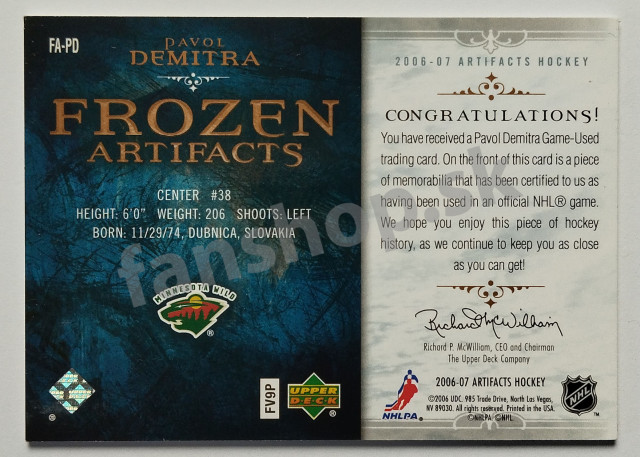 FA-PD
PAVOL
DEMITRA
FROZEN
ARTIFACTS
CENTER #38
HEIGHT: 6'0" WEIGHT: 206 SHOOTS: LEFT
BORN: 11/29/74, DUBNICA, SLOVAKIA
MINNESOTA WILD
®
FV9P
UPPER
DECK
®
2006-07 ARTIFACTS HOCKEY
CONGRATULATIONS!
You have received a Pavol Demitra Game-Used
trading card. On the front of this card is a piece
of memorabilia that has been certified to us as
having been used in an official NHL® game.
We hope you enjoy this piece of hockey
history, as we continue to keep you as close
as you can get!
Richard P. McWilliam
Richard P. McWilliam, CEO and Chairman
The Upper Deck Company
2006-07 ARTIFACTS HOCKEY
©2006 UDC. 985 Trade Drive, North Las Vegas,
NV 89030. All rights reserved. Printed in the USA.
©NHLPA ©NHL
NHLPA
NHL
™
fanshop.sk